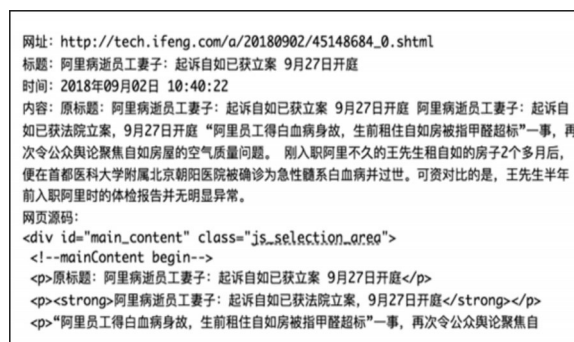 网址: http://tech.ifeng.com/a/20180902/45148684_0.shtml
标题: 阿里病逝员工妻子: 起诉自如已获立案 9月27日开庭
时间: 2018年09月02日 10:40:22
内容: 原标题: 阿里病逝员工妻子: 起诉自如已获立案 9月27日开庭 阿里病逝员工妻子: 起诉自
如已获法院立案, 9月27日开庭 “阿里员工得白血病身故, 生前租住自如房被指甲醛超标”一事, 再
次令公众舆论聚焦自如房屋的空气质量问题。 刚入职阿里不久的王先生租自如的房子2个多月后,
便在首都医科大学附属北京朝阳医院被确诊为急性髓系白血病并过世。可资对比的是, 王先生半年
前入职阿里时的体检报告并无明显异常。
网页源码:
<div id="main_content" class="js_selection_area">
<!--mainContent begin-->
<p>原标题: 阿里病逝员工妻子: 起诉自如已获立案 9月27日开庭</p>
<p><strong>阿里病逝员工妻子: 起诉自如已获法院立案, 9月27日开庭</strong></p>
<p>“阿里员工得白血病身故, 生前租住自如房被指甲醛超标”一事, 再次令公众舆论聚焦自